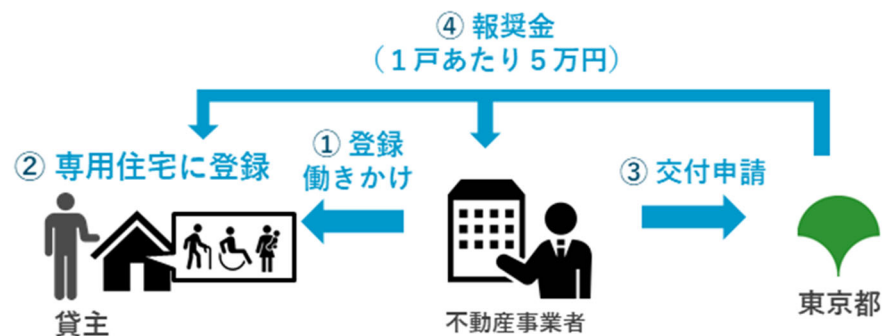 ④ 報奨金
（１戸あたり５万円）
① 登録
働きかけ
② 専用住宅に登録
③ 交付申請
貸主
不動産事業者
東京都